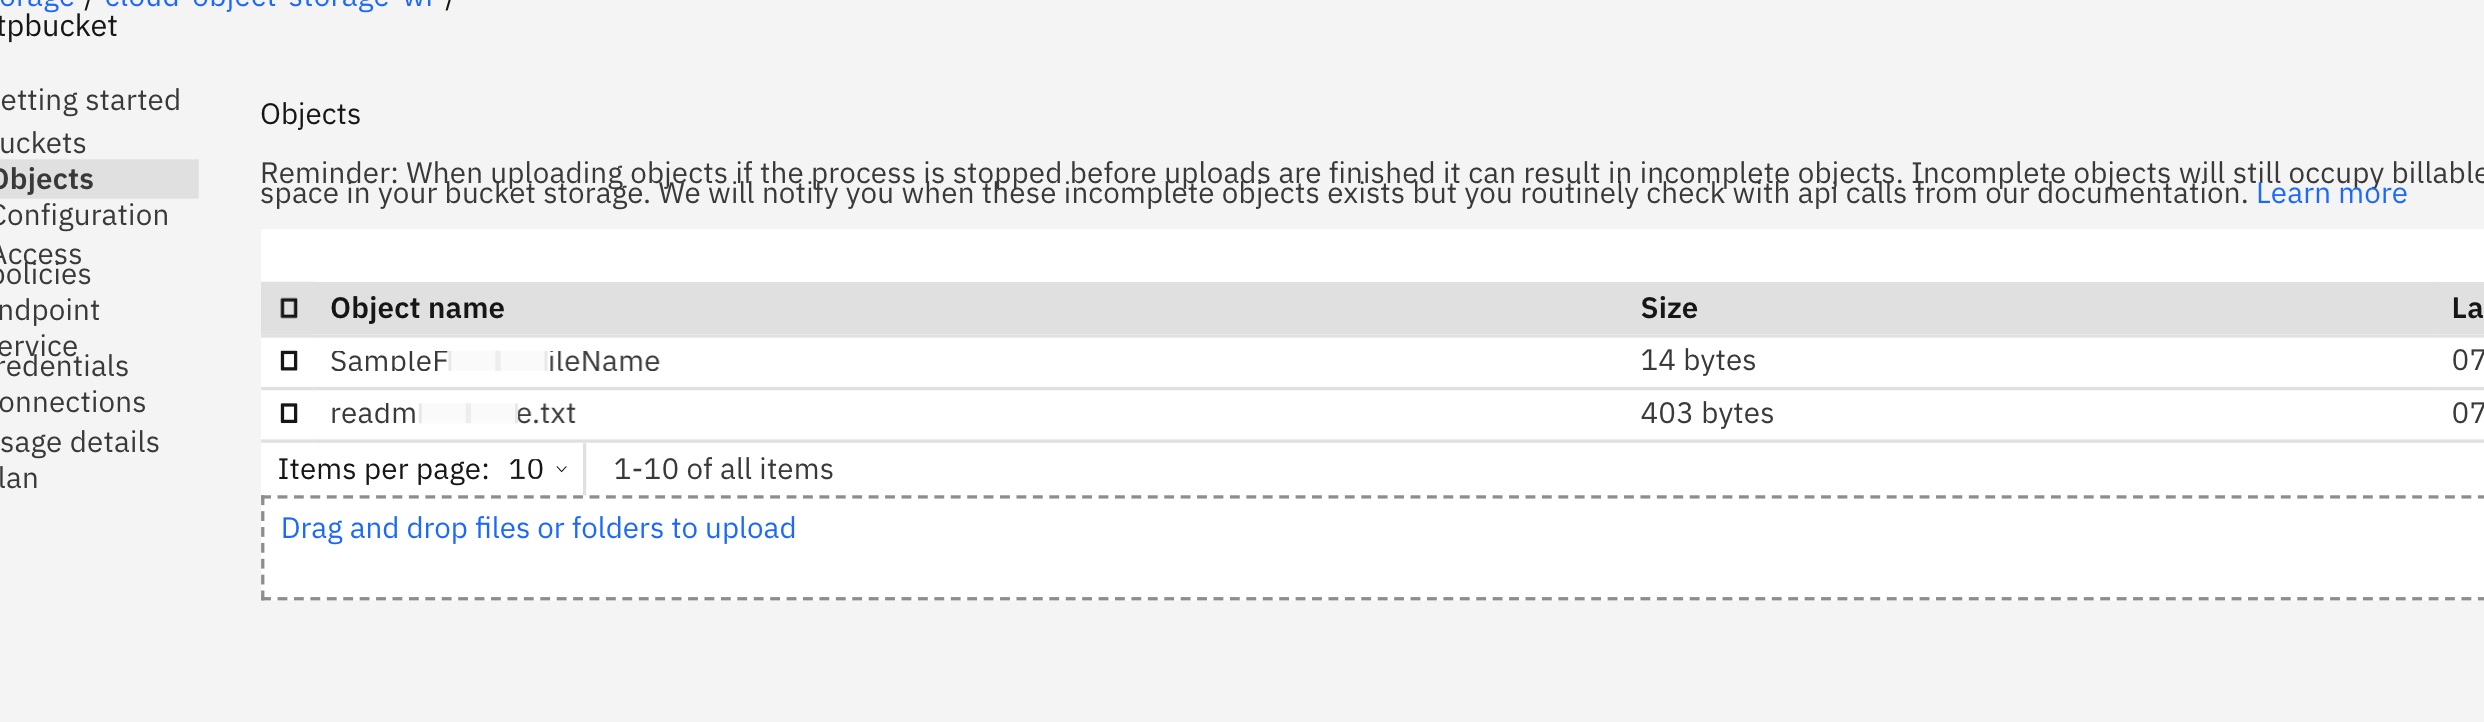 orage / cloud-object-storage-wr /
tpbucket
etting started
uckets
Objects
Configuration
Access
policies
ndpoint
ervice
redentials
onnections
sage details
lan
Objects
Reminder: When uploading objects if the process is stopped before uploads are finished it can result in incomplete objects. Incomplete objects will still occupy billable
space in your bucket storage. We will notify you when these incomplete objects exists but you routinely check with api calls from our documentation. Learn more
Object name Size La
SampleF ileName 14 bytes 07
readm e.txt 403 bytes 07
Items per page: 10 1-10 of all items
Drag and drop files or folders to upload